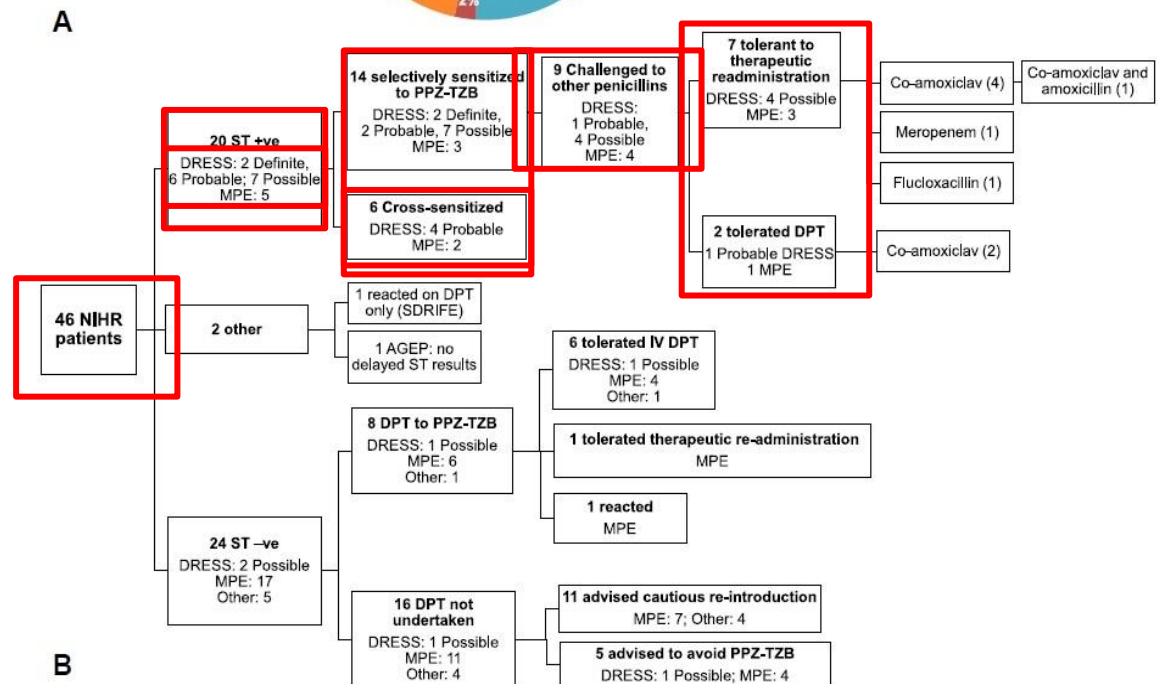 2%
A
46 NIHR
patients
20 ST +ve
DRESS: 2 Definite,
6 Probable; 7 Possible
MPE: 5
14 selectively sensitized
to PPZ-TZB
DRESS: 2 Definite,
2 Probable, 7 Possible
MPE: 3
9 Challenged to
other penicillins
DRESS:
1 Probable,
4 Possible
MPE: 4
7 tolerant to
therapeutic
readministration
DRESS: 4 Possible
MPE: 3
Co-amoxiclav (4)
Co-amoxiclav and
amoxicillin (1)
Meropenem (1)
Flucloxacillin (1)
2 tolerated DPT
1 Probable DRESS
1 MPE
Co-amoxiclav (2)
6 Cross-sensitized
DRESS: 4 Probable
MPE: 2
2 other
1 reacted on DPT
only (SDRIFE)
1 AGEP: no
delayed ST results
24 ST –ve
DRESS: 2 Possible
MPE: 17
Other: 5
8 DPT to PPZ-TZB
DRESS: 1 Possible
MPE: 6
Other: 1
6 tolerated IV DPT
DRESS: 1 Possible
MPE: 4
Other: 1
1 tolerated therapeutic re-administration
MPE
1 reacted
MPE
16 DPT not
undertaken
DRESS: 1 Possible
MPE: 11
Other: 4
11 advised cautious re-introduction
MPE: 7; Other: 4
5 advised to avoid PPZ-TZB
DRESS: 1 Possible; MPE: 4
B